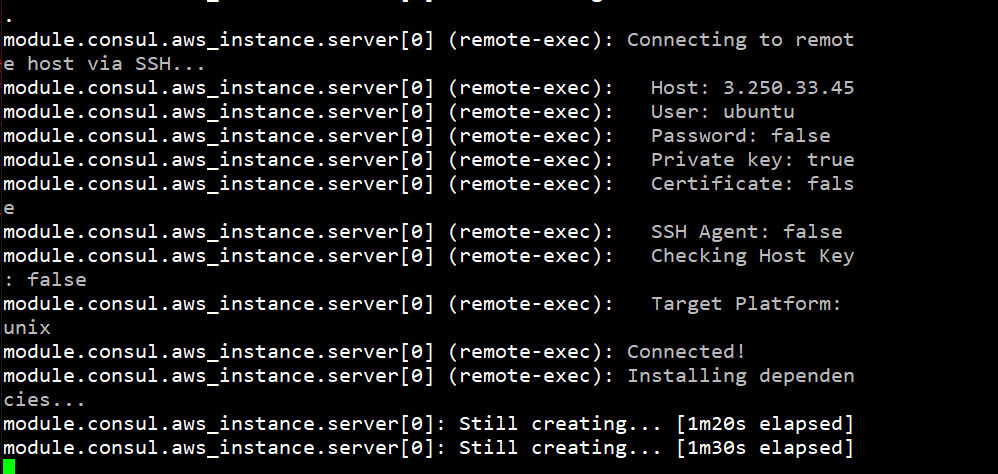 .
module.consul.aws_instance.server[0] (remote-exec): Connecting to remot
e host via SSH...
module.consul.aws_instance.server[0] (remote-exec):   Host: 3.250.33.45
module.consul.aws_instance.server[0] (remote-exec):   User: ubuntu
module.consul.aws_instance.server[0] (remote-exec):   Password: false
module.consul.aws_instance.server[0] (remote-exec):   Private key: true
module.consul.aws_instance.server[0] (remote-exec):   Certificate: fals
e
module.consul.aws_instance.server[0] (remote-exec):   SSH Agent: false
module.consul.aws_instance.server[0] (remote-exec):   Checking Host Key
: false
module.consul.aws_instance.server[0] (remote-exec):   Target Platform:
unix
module.consul.aws_instance.server[0] (remote-exec): Connected!
module.consul.aws_instance.server[0] (remote-exec): Installing dependen
cies...
module.consul.aws_instance.server[0]: Still creating... [1m20s elapsed]
module.consul.aws_instance.server[0]: Still creating... [1m30s elapsed]